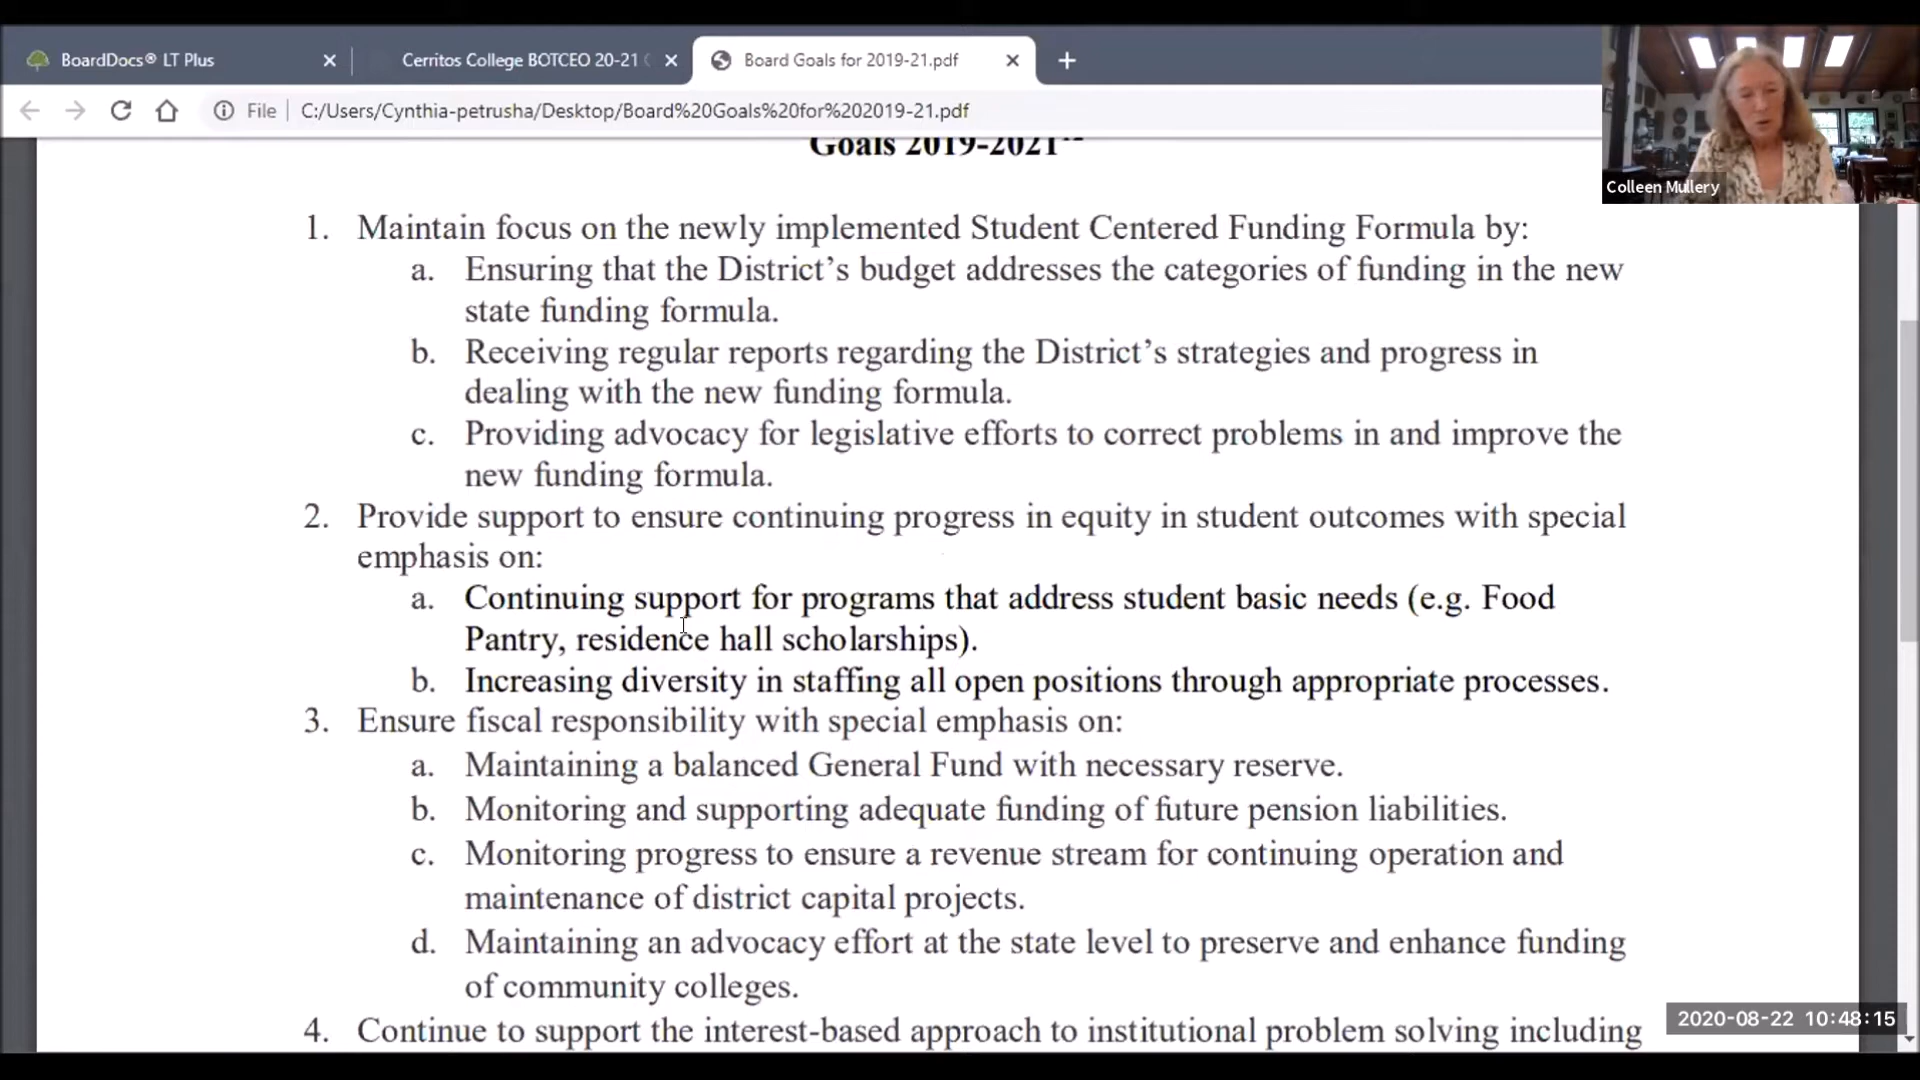 BoardDocs® LT Plus
Cerritos College BOTCEO 20-21
Board Goals for 2019-21.pdf
File
C:/Users/Cynthia-petrusha/Desktop/Board%20Goals%20for%202019-21.pdf
Colleen Mullery
Goals 2019-2021
1. Maintain focus on the newly implemented Student Centered Funding Formula by:
a. Ensuring that the District’s budget addresses the categories of funding in the new
state funding formula.
b. Receiving regular reports regarding the District’s strategies and progress in
dealing with the new funding formula.
c. Providing advocacy for legislative efforts to correct problems in and improve the
new funding formula.
2. Provide support to ensure continuing progress in equity in student outcomes with special
emphasis on:
a. Continuing support for programs that address student basic needs (e.g. Food
Pantry, residence hall scholarships).
b. Increasing diversity in staffing all open positions through appropriate processes.
3. Ensure fiscal responsibility with special emphasis on:
a. Maintaining a balanced General Fund with necessary reserve.
b. Monitoring and supporting adequate funding of future pension liabilities.
c. Monitoring progress to ensure a revenue stream for continuing operation and
maintenance of district capital projects.
d. Maintaining an advocacy effort at the state level to preserve and enhance funding
of community colleges.
4. Continue to support the interest-based approach to institutional problem solving including
2020-08-22 10:48:15